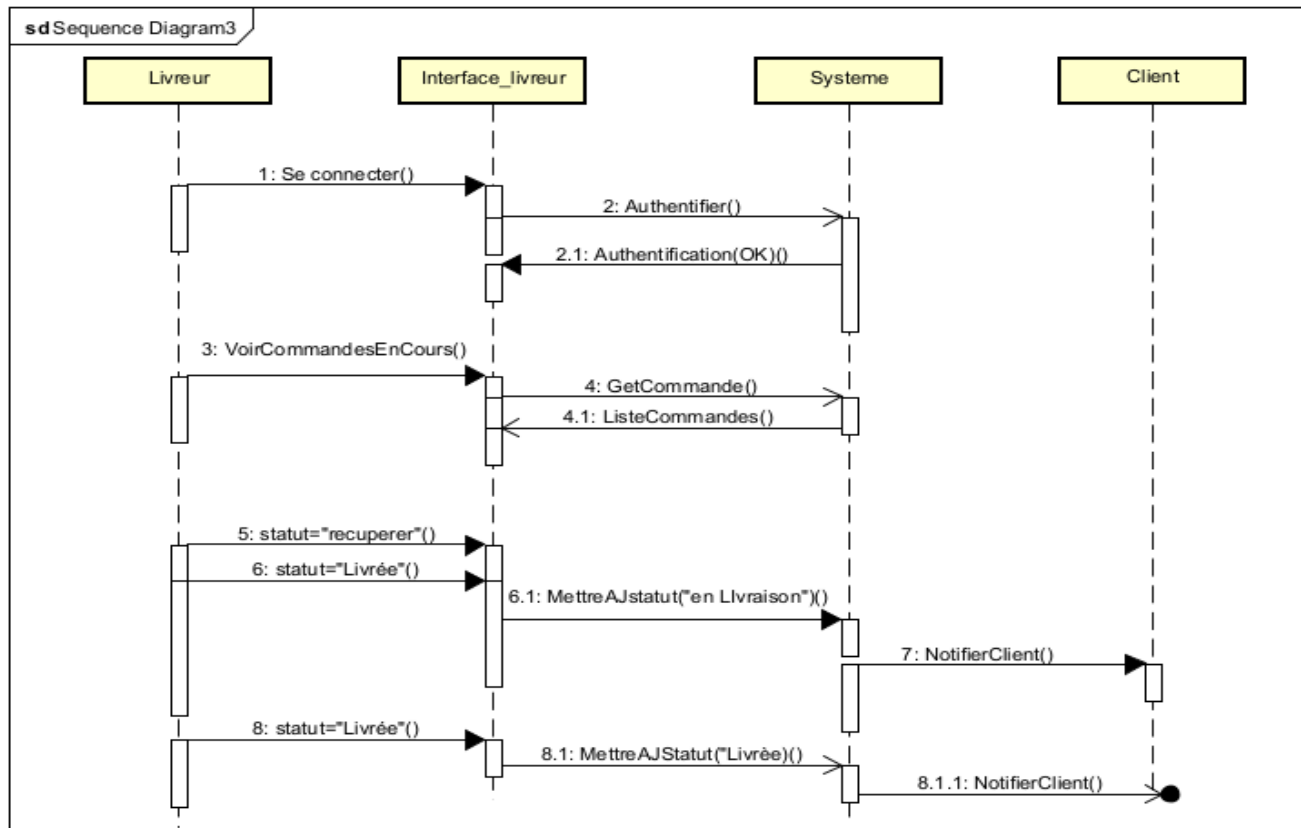 sd Sequence Diagram3
Livreur
Interface_livreur
Systeme
Client
1: Se connecter()
2: Authentifier()
2.1: Authentification(OK)()
3: VoirCommandesEnCours()
4: GetCommande()
4.1: ListeCommandes()
5: statut="recuperer"()
6: statut="Livrée"()
6.1: MettreAJstatut("en LIvraison")()
7: NotifierClient()
8: statut="Livrée"()
8.1: MettreAJStatut("Livrèe)()
8.1.1: NotifierClient()